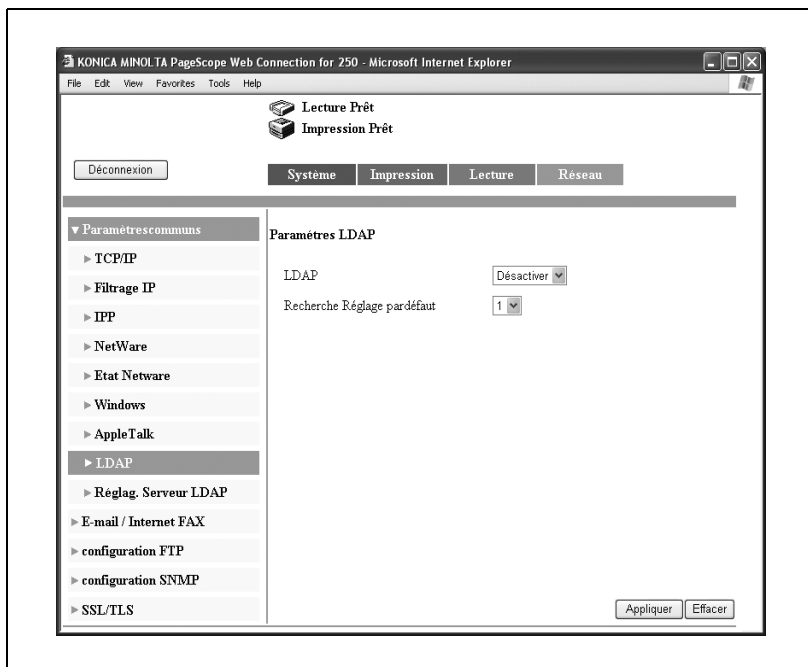 KONICA MINOLTA PageScope Web Connection for 250 - Microsoft Internet Explorer
File Edit View Favorites Tools Help
Lecture Prêt
Impression Prêt
Déconnexion
Système Impression Lecture Réseau
▼ Paramètrescommuns
► TCP/IP
► Filtrage IP
► IPP
► NetWare
► Etat Netware
► Windows
► AppleTalk
► LDAP
► Réglag. Serveur LDAP
► E-mail / Internet FAX
► configuration FTP
► configuration SNMP
► SSL/TLS
Paramétres LDAP
LDAP Désactiver
Recherche Réglage pardéfaut 1
Appliquer Effacer